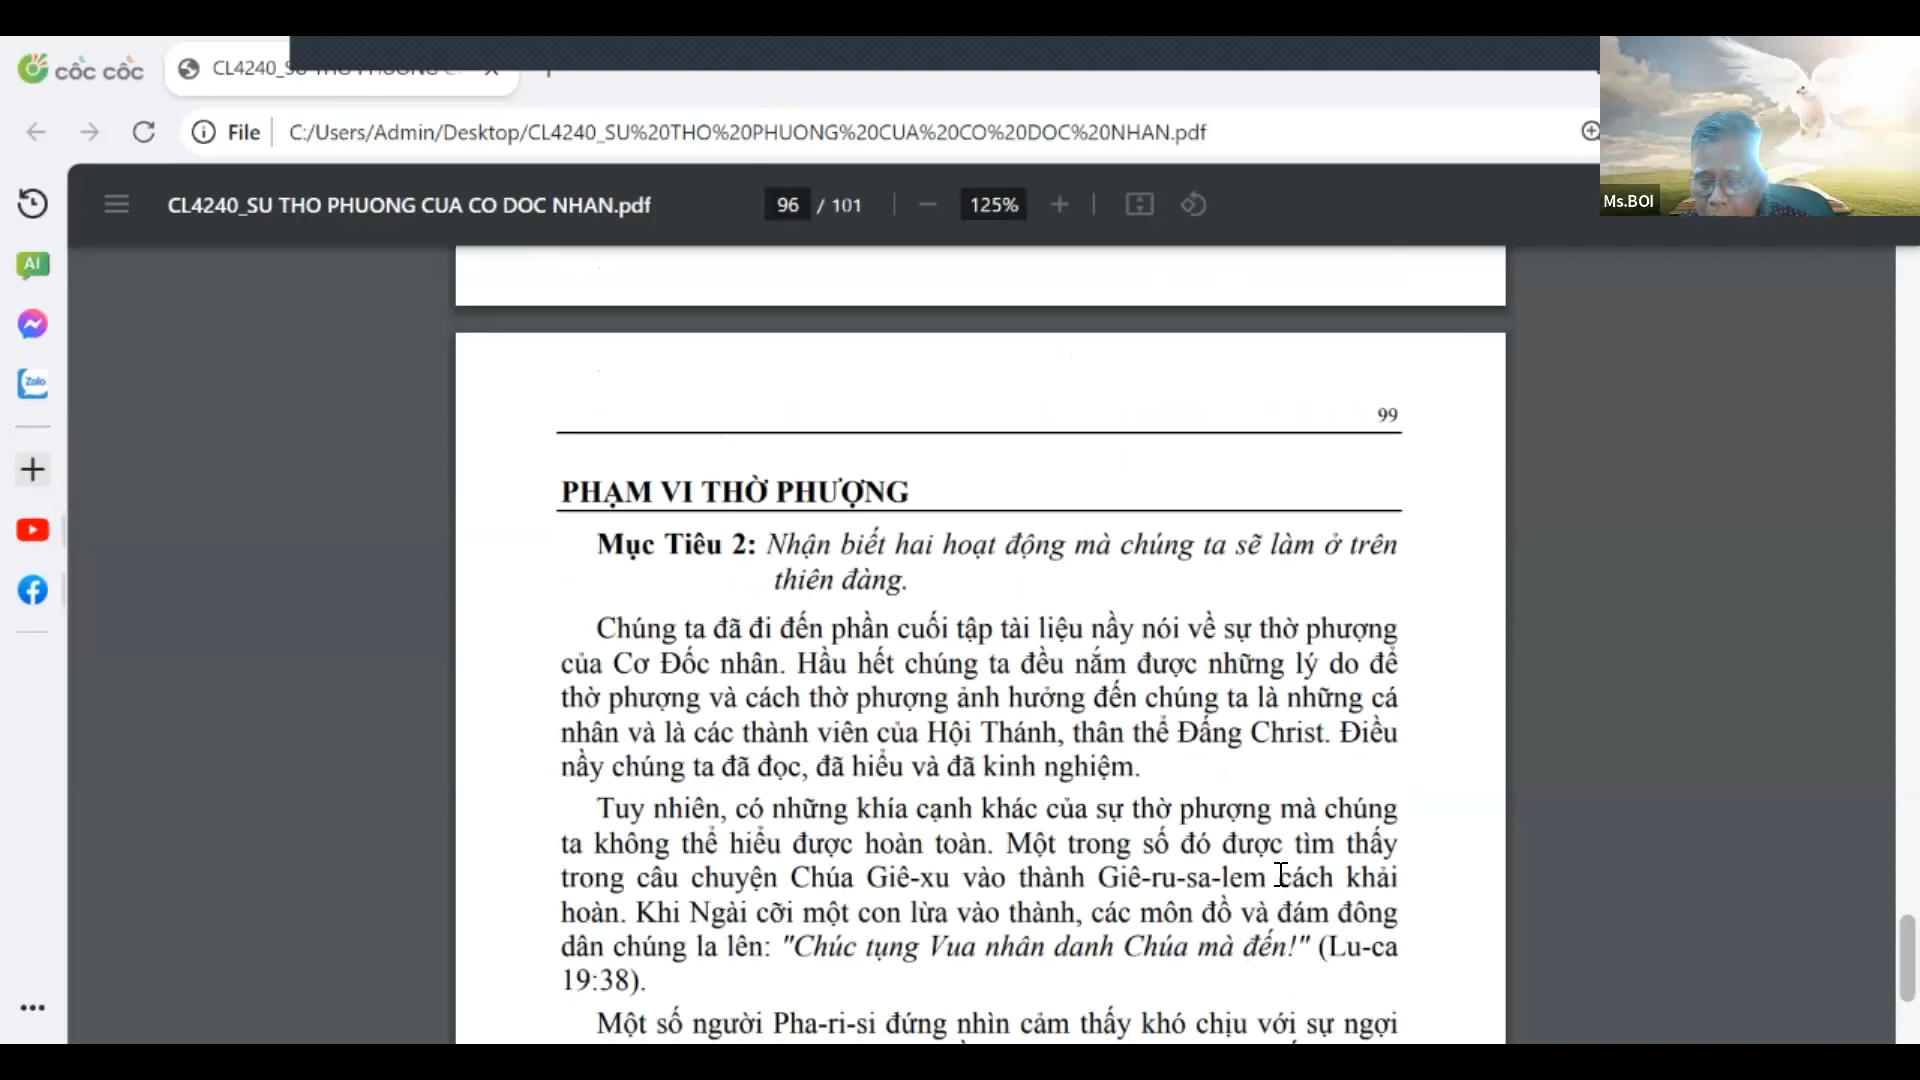 cốc cốc
CL4240_SU THO PHUONG C
File
C:/Users/Admin/Desktop/CL4240_SU%20THO%20PHUONG%20CUA%20CO%20DOC%20NHAN.pdf
Ms.BOI
CL4240_SU THO PHUONG CUA CO DOC NHAN.pdf
96 / 101
125%
AI
Zalo
99
PHẠM VI THỜ PHƯỢNG
Mục Tiêu 2: Nhận biết hai hoạt động mà chúng ta sẽ làm ở trên
thiên đàng.
Chúng ta đã đi đến phần cuối tập tài liệu nầy nói về sự thờ phượng
của Cơ Đốc nhân. Hầu hết chúng ta đều nắm được những lý do để
thờ phượng và cách thờ phượng ảnh hưởng đến chúng ta là những cá
nhân và là các thành viên của Hội Thánh, thân thể Đấng Christ. Điều
nầy chúng ta đã đọc, đã hiểu và đã kinh nghiệm.
Tuy nhiên, có những khía cạnh khác của sự thờ phượng mà chúng
ta không thể hiểu được hoàn toàn. Một trong số đó được tìm thấy
trong câu chuyện Chúa Giê-xu vào thành Giê-ru-sa-lem cách khải
hoàn. Khi Ngài cỡi một con lừa vào thành, các môn đồ và đám đông
dân chúng la lên: "Chúc tụng Vua nhân danh Chúa mà đến!" (Lu-ca
19:38).
Một số người Pha-ri-si đứng nhìn cảm thấy khó chịu với sự ngợi